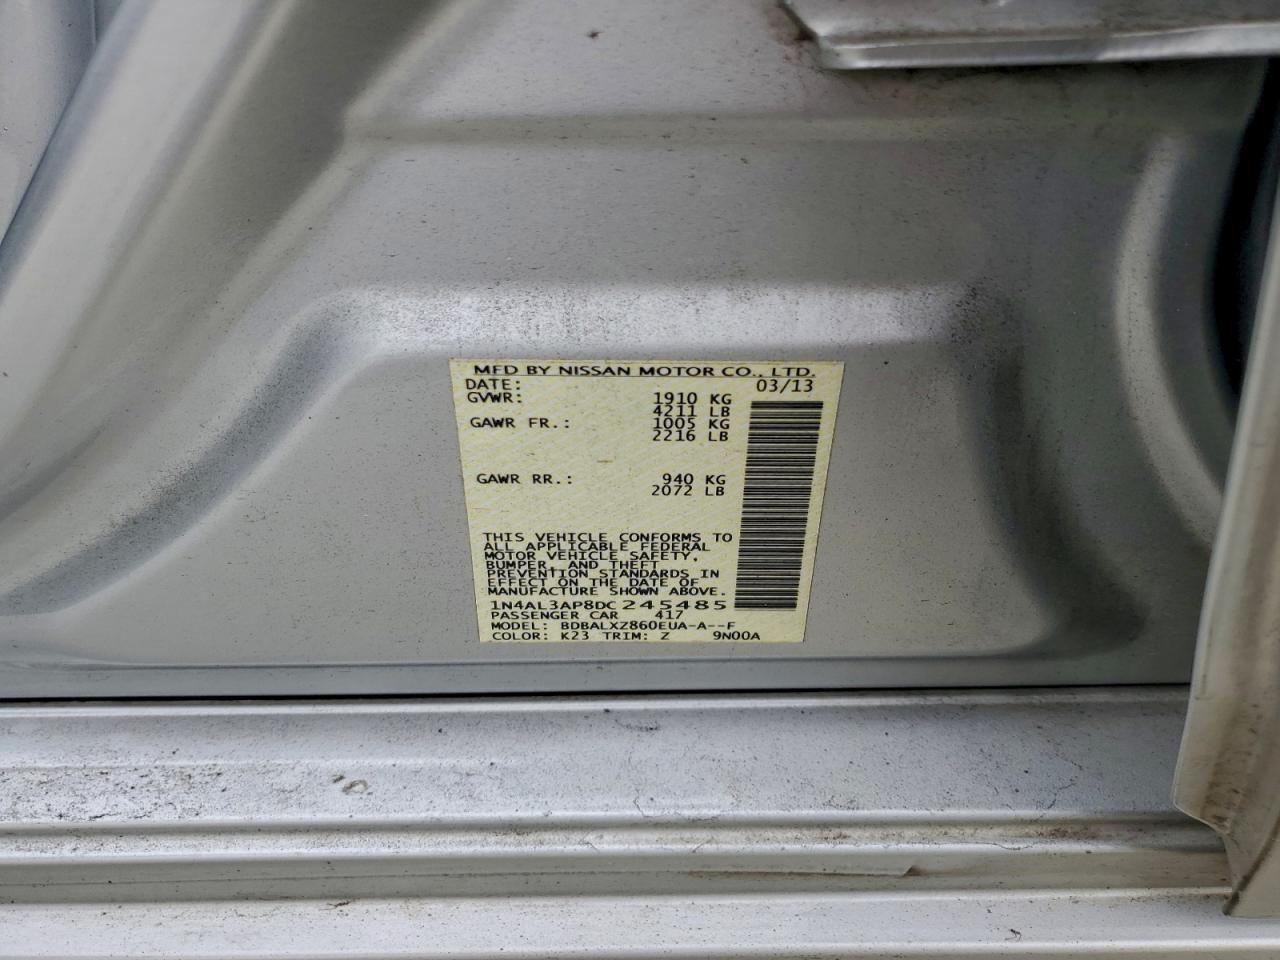 MFD BY NISSAN MOTOR CO., LTD.
DATE: 03/13
GVWR: 1910 KG
4211 LB
GAWR FR.: 1005 KG
2216 LB
GAWR RR.: 940 KG
2072 LB
THIS VEHICLE CONFORMS TO
ALL APPLICABLE FEDERAL
MOTOR VEHICLE SAFETY,
BUMPER, AND THEFT
PREVENTION STANDARDS IN
EFFECT ON THE DATE OF
MANUFACTURE SHOWN ABOVE.
1N4AL3AP8DC245485
PASSENGER CAR 417
MODEL: BDBALXZ860EUA-A--F
COLOR: K23 TRIM: Z 9N00A